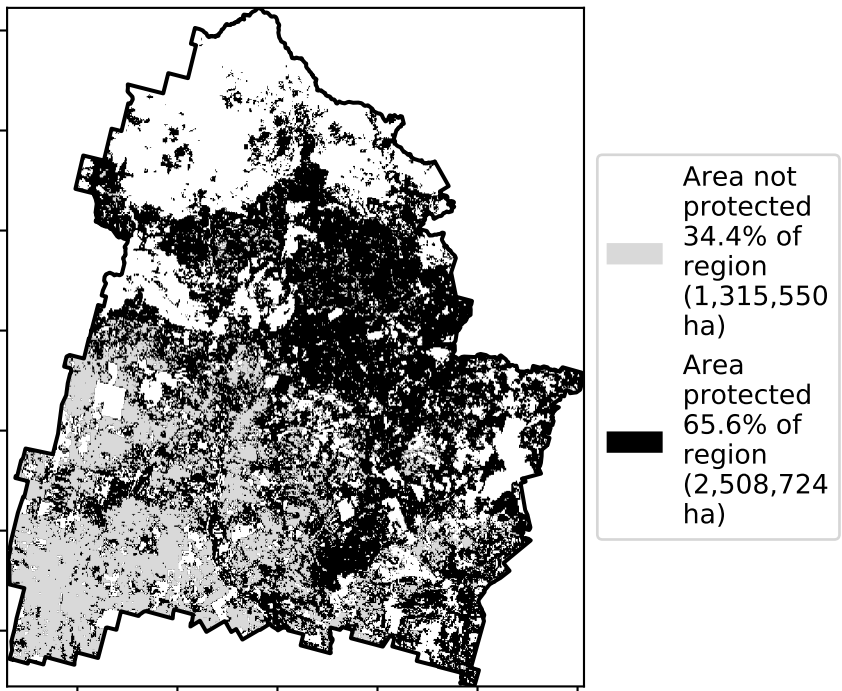 Area not
protected
34.4% of
region
(1,315,550
ha)
Area
protected
65.6% of
region
(2,508,724
ha)